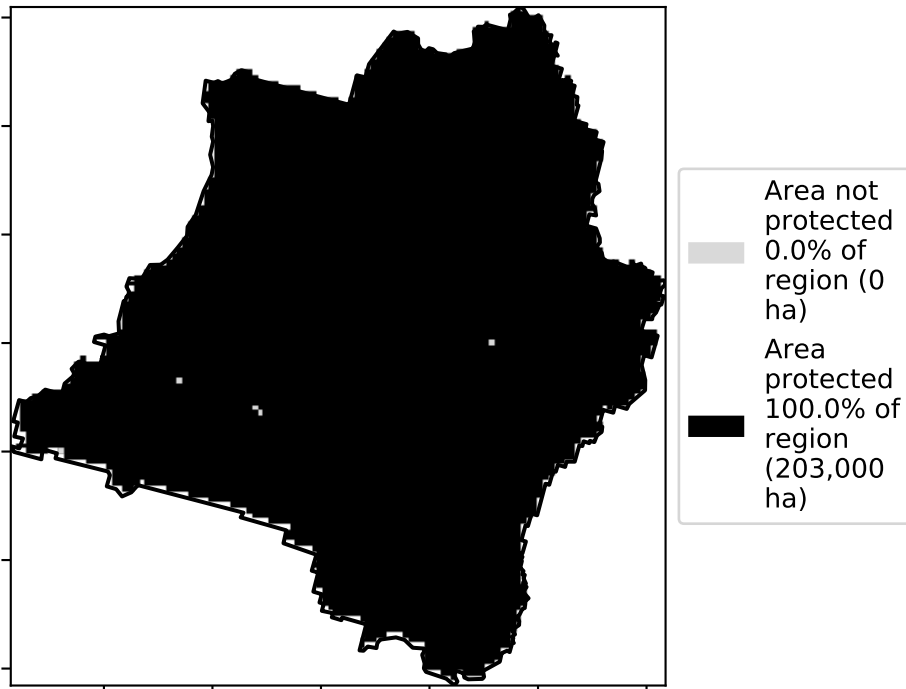 Area not
protected
0.0% of
region (0
ha)
Area
protected
100.0% of
region
(203,000
ha)